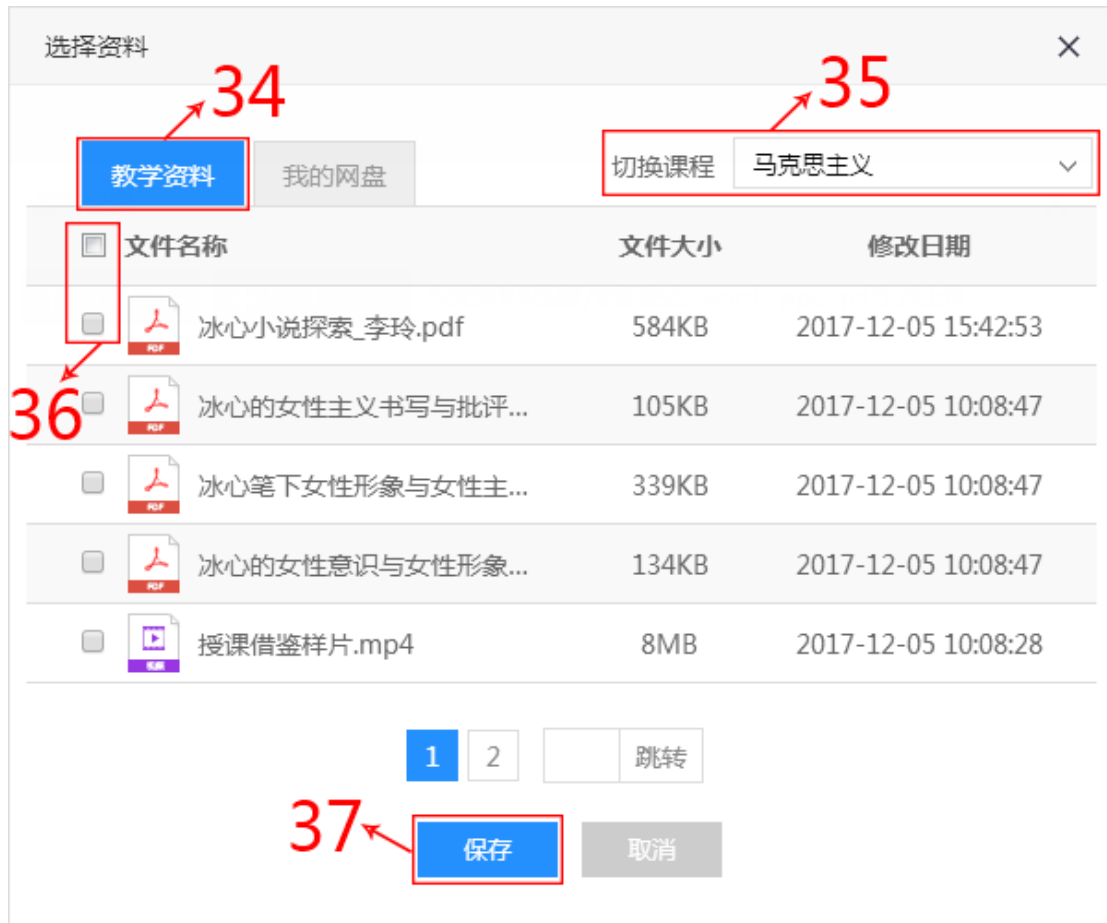 选择资料
34
35
教学资料 我的网盘 切换课程 马克思主义
文件名称 文件大小 修改日期
PDF 冰心小说探索_李玲.pdf 584KB 2017-12-05 15:42:53
36
PDF 冰心的女性主义书写与批评... 105KB 2017-12-05 10:08:47
PDF 冰心笔下女性形象与女性主... 339KB 2017-12-05 10:08:47
PDF 冰心的女性意识与女性形象... 134KB 2017-12-05 10:08:47
视频 授课借鉴样片.mp4 8MB 2017-12-05 10:08:28
1 2 跳转
37
保存 取消